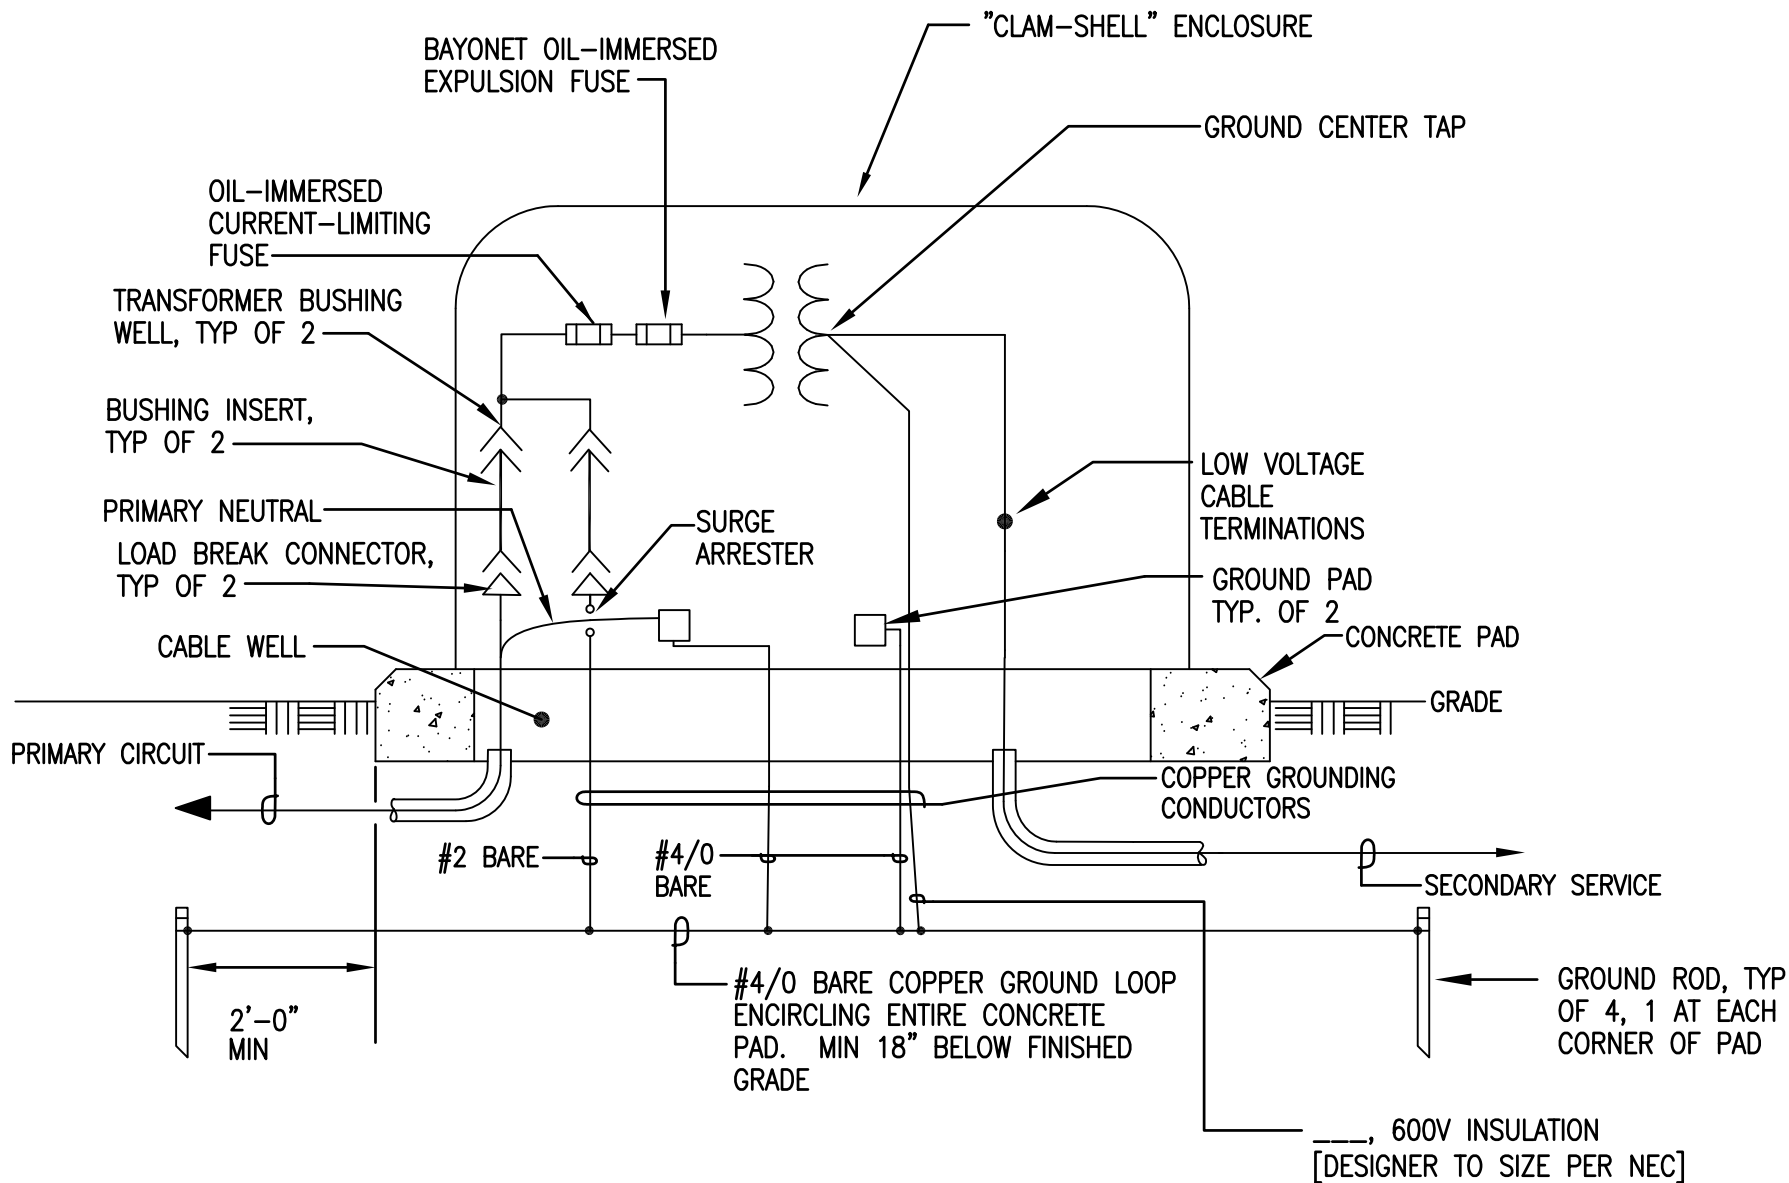 "CLAM-SHELL" ENCLOSURE
BAYONET OIL-IMMERSED
EXPULSION FUSE
GROUND CENTER TAP
OIL-IMMERSED
CURRENT-LIMITING
FUSE
TRANSFORMER BUSHING
WELL, TYP OF 2
BUSHING INSERT,
TYP OF 2
LOW VOLTAGE
CABLE
TERMINATIONS
PRIMARY NEUTRAL
SURGE
ARRESTER
LOAD BREAK CONNECTOR,
TYP OF 2
GROUND PAD
TYP. OF 2
CONCRETE PAD
CABLE WELL
GRADE
PRIMARY CIRCUIT
COPPER GROUNDING
CONDUCTORS
#2 BARE
#4/0
BARE
SECONDARY SERVICE
#4/0 BARE COPPER GROUND LOOP
ENCIRCLING ENTIRE CONCRETE
PAD. MIN 18" BELOW FINISHED
GRADE
2'-0"
MIN
GROUND ROD, TYP
OF 4, 1 AT EACH
CORNER OF PAD
___, 600V INSULATION
[DESIGNER TO SIZE PER NEC]